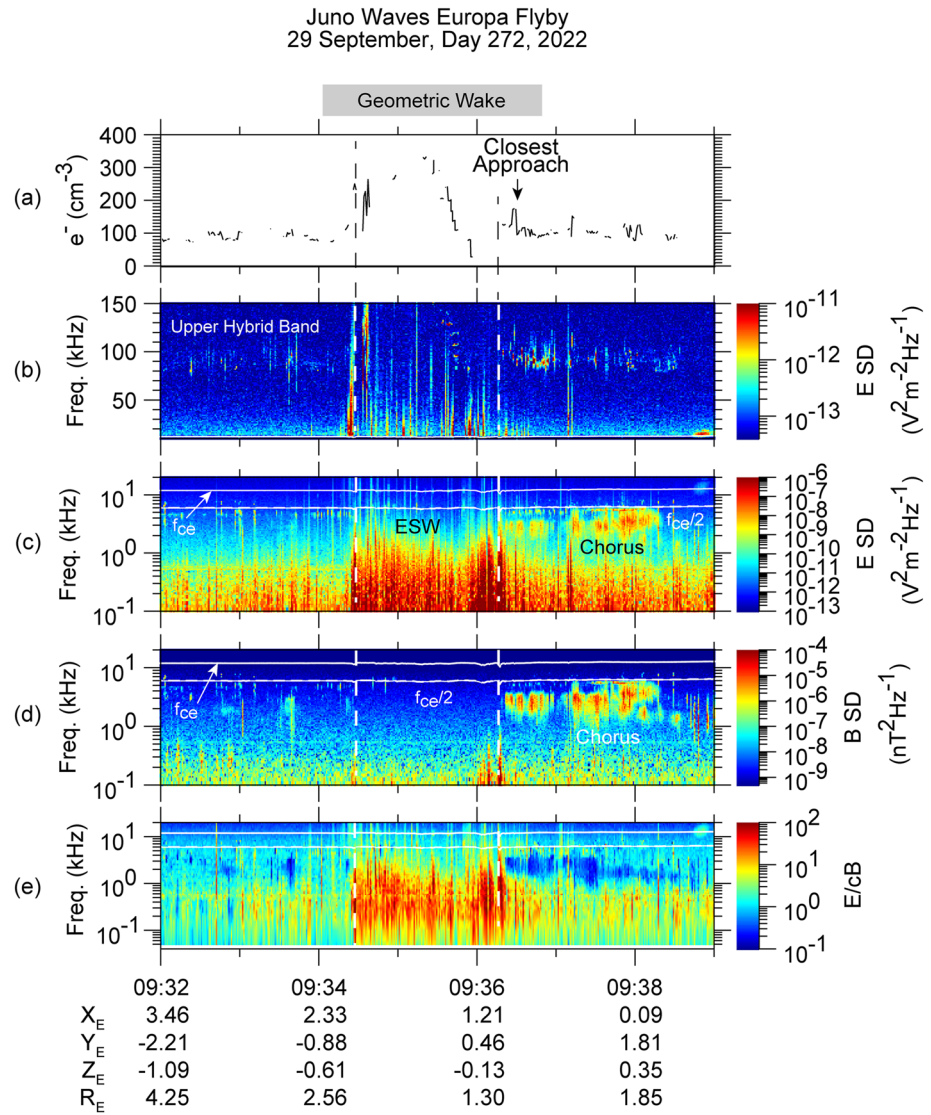 Juno Waves Europa Flyby
29 September, Day 272, 2022
Geometric Wake
(a)
e⁻ (cm⁻³)
400
300
200
100
0
Closest
Approach
(b)
Freq. (kHz)
150
100
50
Upper Hybrid Band
10⁻¹¹
10⁻¹²
10⁻¹³
E SD
(V²m⁻²Hz⁻¹)
(c)
Freq. (kHz)
10¹
10⁰
10⁻¹
f_ce
ESW
f_ce/2
Chorus
10⁻⁶
10⁻⁷
10⁻⁸
10⁻⁹
10⁻¹⁰
10⁻¹¹
10⁻¹²
10⁻¹³
E SD
(V²m⁻²Hz⁻¹)
(d)
Freq. (kHz)
10¹
10⁰
10⁻¹
f_ce
f_ce/2
Chorus
10⁻⁴
10⁻⁵
10⁻⁶
10⁻⁷
10⁻⁸
10⁻⁹
B SD
(nT²Hz⁻¹)
(e)
Freq. (kHz)
10¹
10⁰
10⁻¹
10²
10¹
10⁰
10⁻¹
E/cB
09:32 09:34 09:36 09:38
X_E 3.46 2.33 1.21 0.09
Y_E -2.21 -0.88 0.46 1.81
Z_E -1.09 -0.61 -0.13 0.35
R_E 4.25 2.56 1.30 1.85